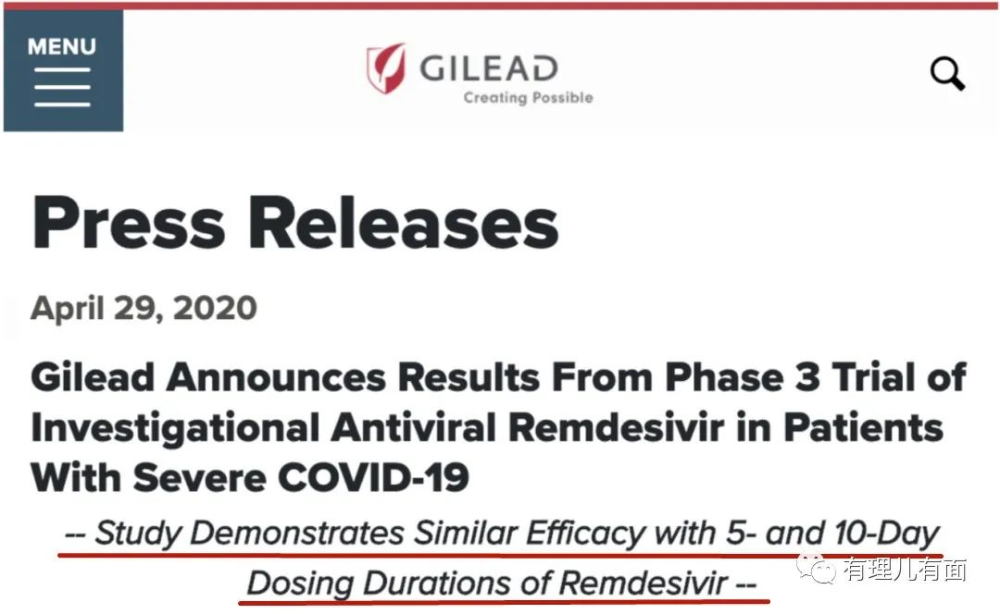 MENU
GILEAD
Creating Possible
Press Releases
April 29, 2020
Gilead Announces Results From Phase 3 Trial of
Investigational Antiviral Remdesivir in Patients
With Severe COVID-19
-- Study Demonstrates Similar Efficacy with 5- and 10-Day
Dosing Durations of Remdesivir --
有理儿有面